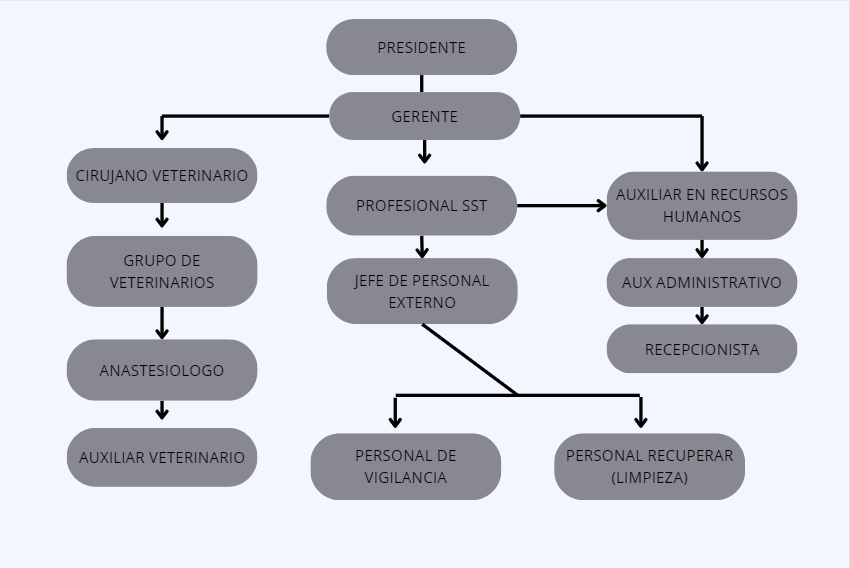 PRESIDENTE
GERENTE
CIRUJANO VETERINARIO
GRUPO DE
VETERINARIOS
ANASTESIOLOGO
AUXILIAR VETERINARIO
PROFESIONAL SST
JEFE DE PERSONAL
EXTERNO
PERSONAL DE
VIGILANCIA
PERSONAL RECUPERAR
(LIMPIEZA)
AUXILIAR EN RECURSOS
HUMANOS
AUX ADMINISTRATIVO
RECEPCIONISTA